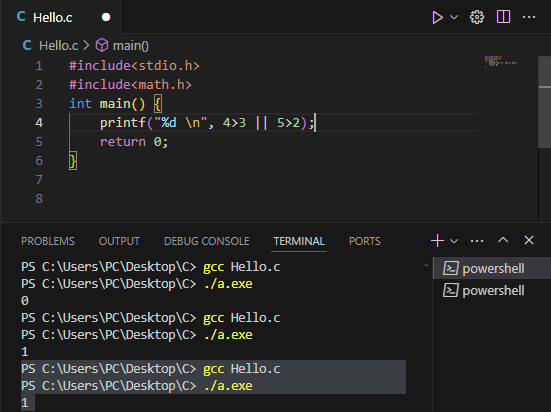 C Hello.c
C Hello.c > main()
1 #include<stdio.h>
2 #include<math.h>
3 int main() {
4 printf("%d \n", 4>3 || 5>2);
5 return 0;
6 }
7
8
PROBLEMS OUTPUT DEBUG CONSOLE TERMINAL PORTS
PS C:\Users\PC\Desktop\C> gcc Hello.c
PS C:\Users\PC\Desktop\C> ./a.exe
0
PS C:\Users\PC\Desktop\C> gcc Hello.c
PS C:\Users\PC\Desktop\C> ./a.exe
1
PS C:\Users\PC\Desktop\C> gcc Hello.c
PS C:\Users\PC\Desktop\C> ./a.exe
1
powershell
powershell